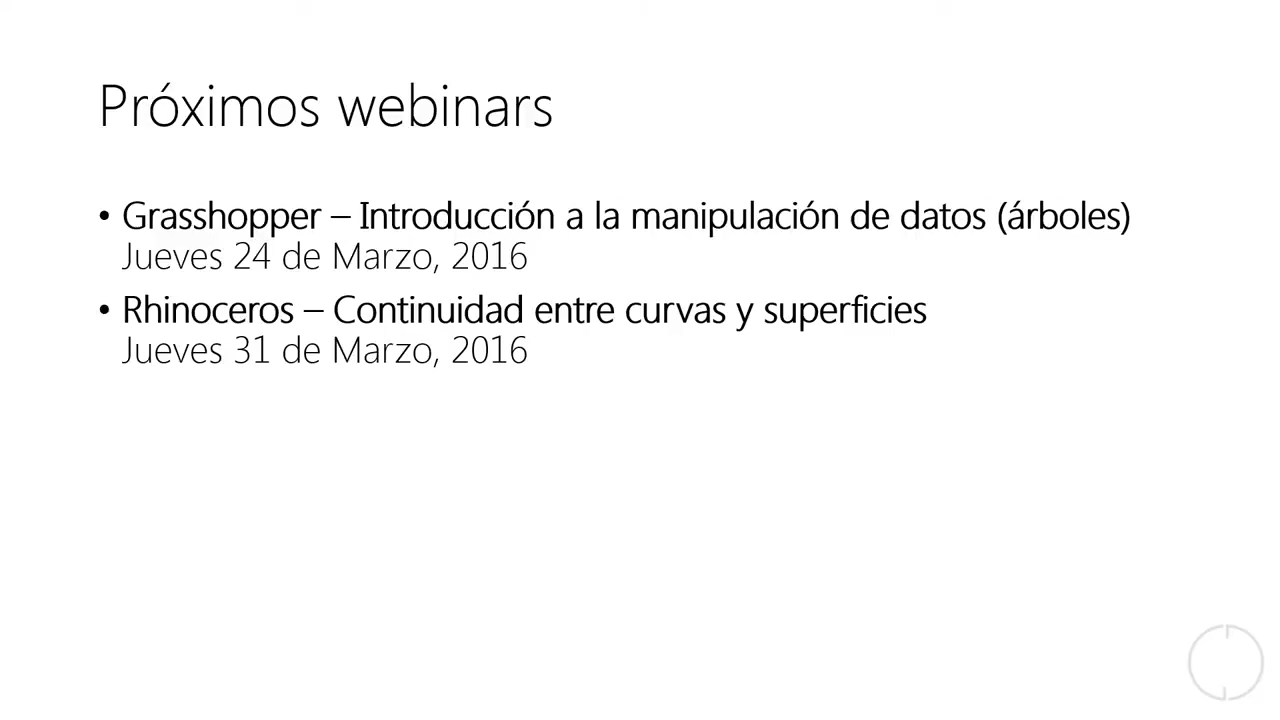 Próximos webinars
• Grasshopper – Introducción a la manipulación de datos (árboles)
Jueves 24 de Marzo, 2016
• Rhinoceros – Continuidad entre curvas y superficies
Jueves 31 de Marzo, 2016